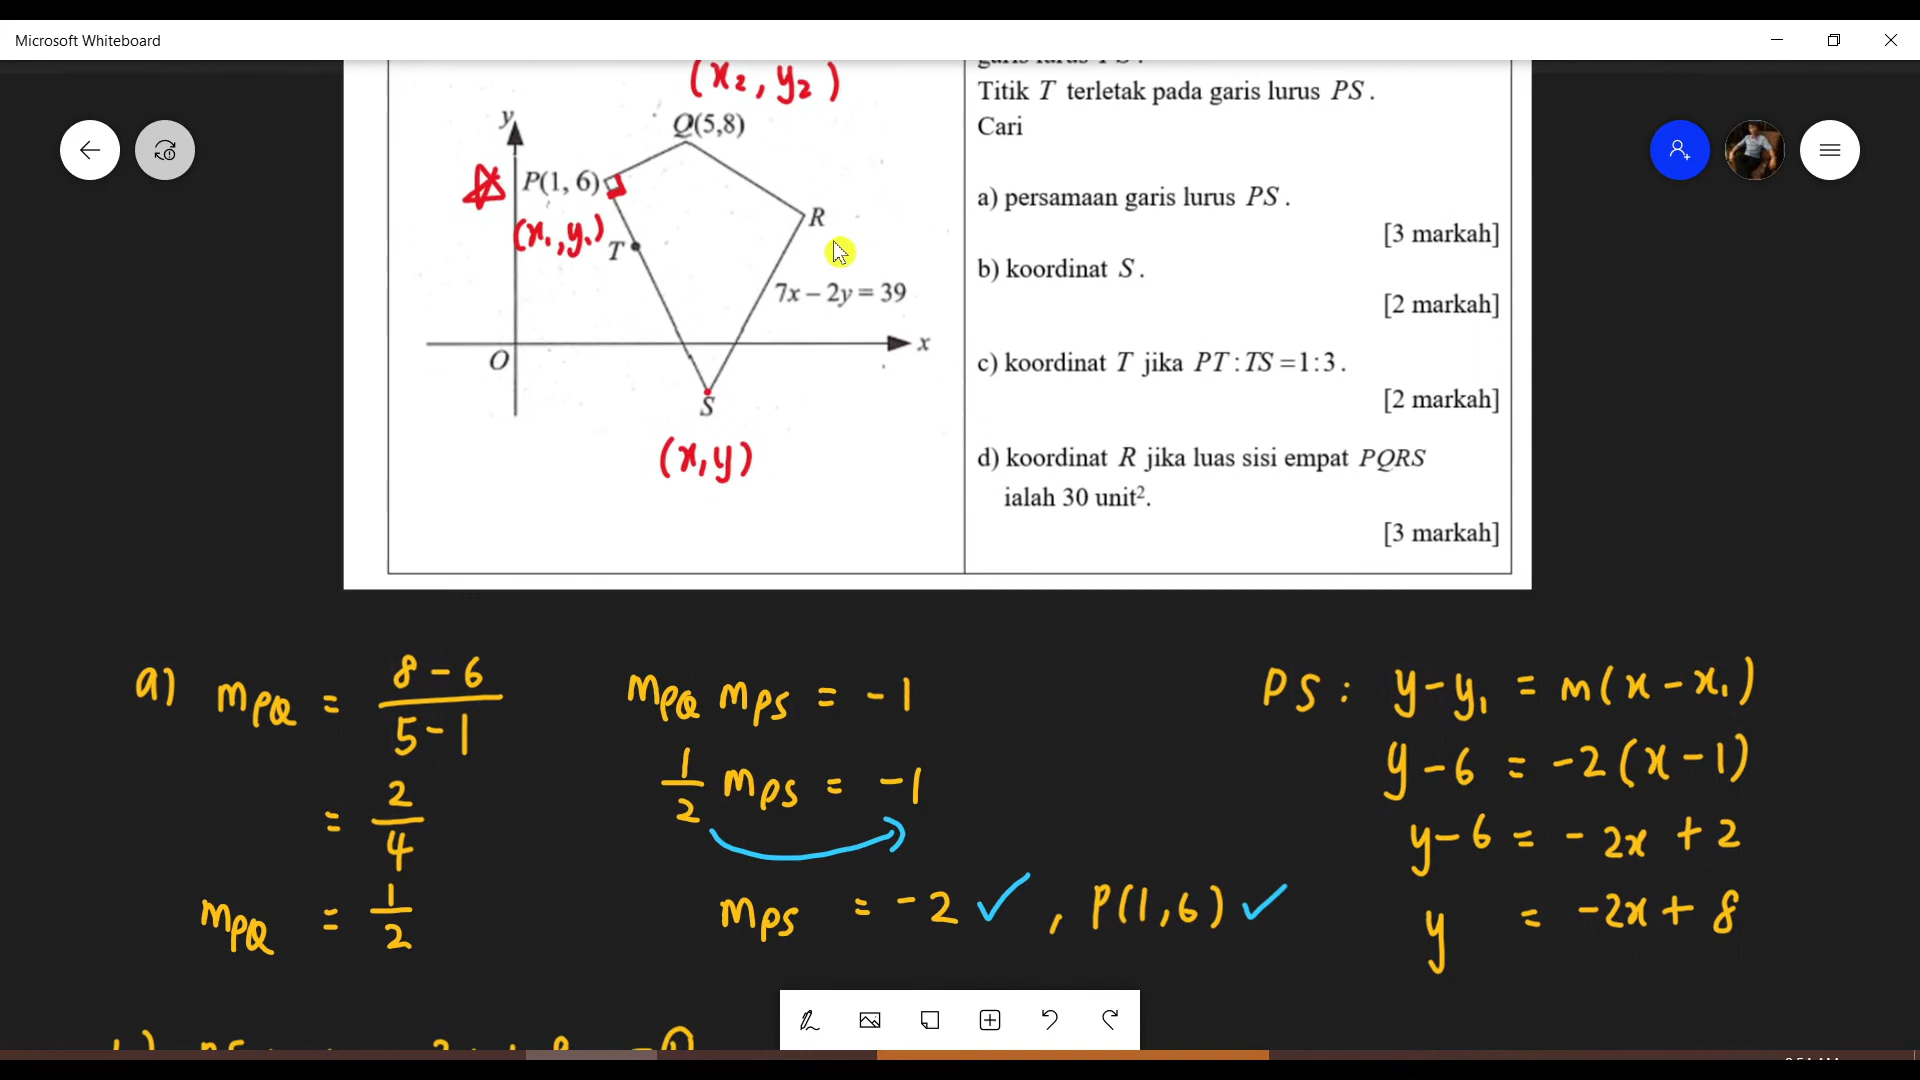 Microsoft Whiteboard
(x₂, y₂)
y
Q(5,8)
P(1, 6)
(x₁, y₁)
T
R
7x – 2y = 39
x
O
S
(x, y)
Titik T terletak pada garis lurus PS.
Cari
a) persamaan garis lurus PS.
[3 markah]
b) koordinat S.
[2 markah]
c) koordinat T jika PT : TS = 1 : 3.
[2 markah]
d) koordinat R jika luas sisi empat PQRS
ialah 30 unit².
[3 markah]
a) mPQ = 8 - 6 / 5 - 1
= 2/4
mPQ = 1/2
mPQ mPS = -1
1/2 mPS = -1
mPS = -2 ✓, P(1,6) ✓
PS : y - y₁ = m(x - x₁)
y - 6 = -2(x - 1)
y - 6 = -2x + 2
y = -2x + 8